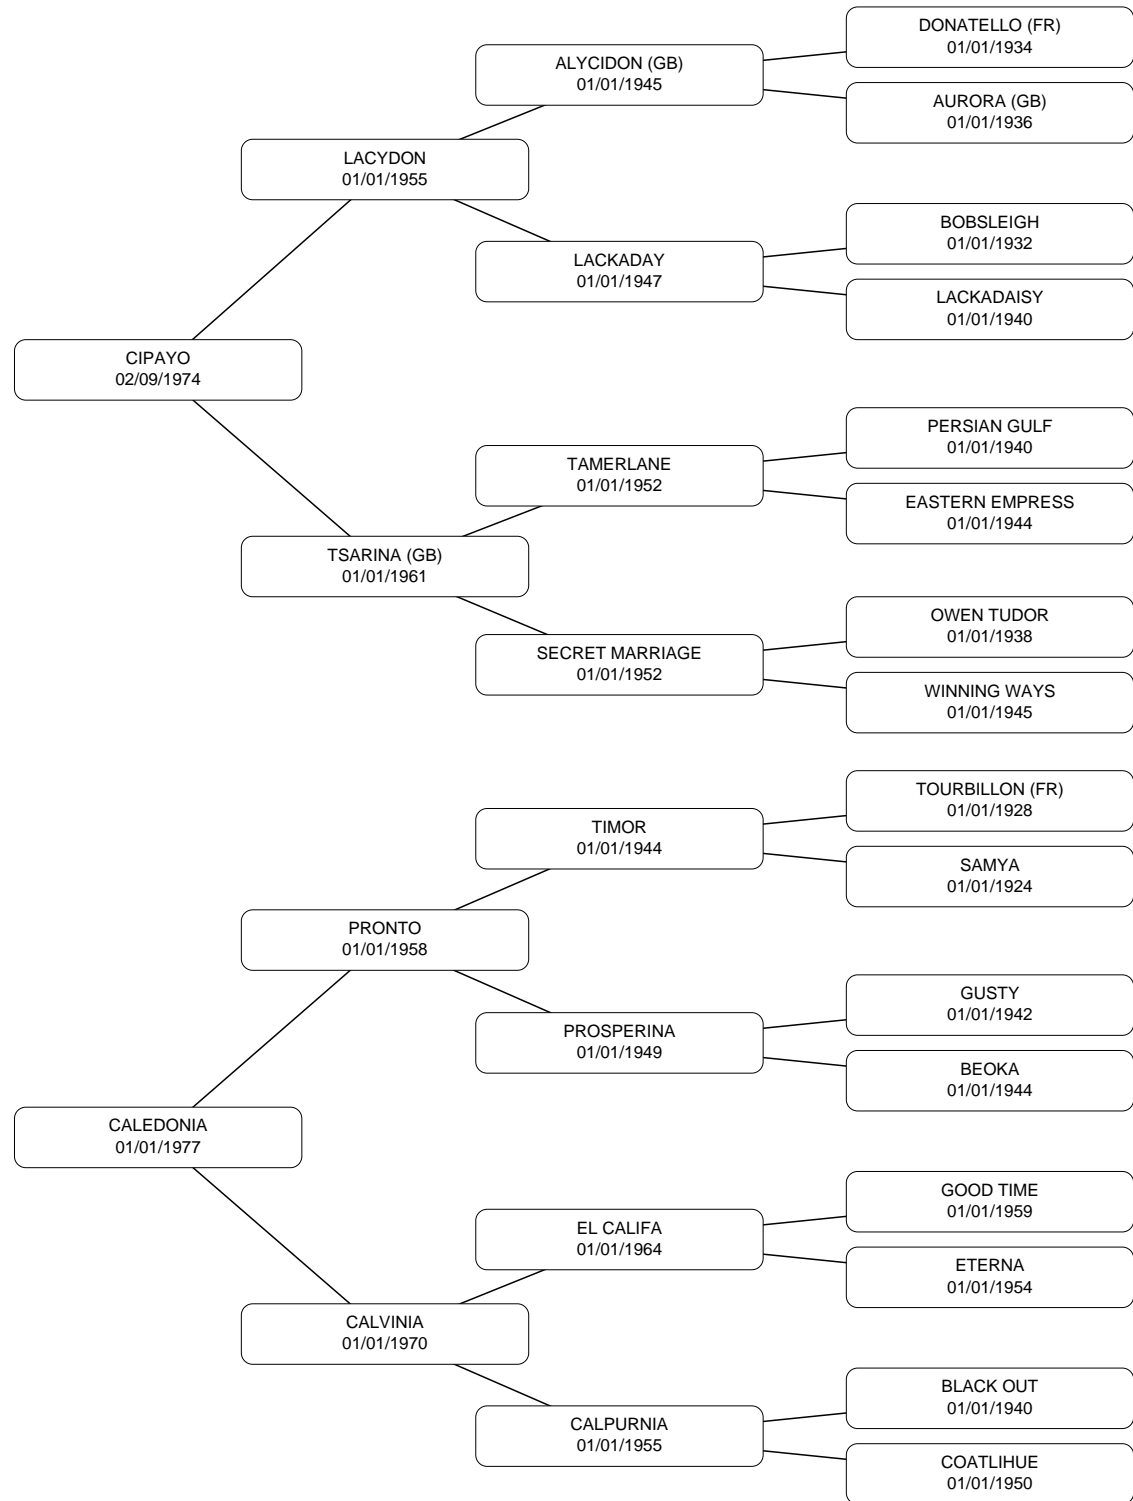 DONATELLO (FR)
01/01/1934
ALYCIDON (GB)
01/01/1945
AURORA (GB)
01/01/1936
LACYDON
01/01/1955
BOBSLEIGH
01/01/1932
LACKADAY
01/01/1947
LACKADAISY
01/01/1940
CIPAYO
02/09/1974
PERSIAN GULF
01/01/1940
TAMERLANE
01/01/1952
EASTERN EMPRESS
01/01/1944
TSARINA (GB)
01/01/1961
OWEN TUDOR
01/01/1938
SECRET MARRIAGE
01/01/1952
WINNING WAYS
01/01/1945
TOURBILLON (FR)
01/01/1928
TIMOR
01/01/1944
SAMYA
01/01/1924
PRONTO
01/01/1958
GUSTY
01/01/1942
PROSPERINA
01/01/1949
BEOKA
01/01/1944
CALEDONIA
01/01/1977
GOOD TIME
01/01/1959
EL CALIFA
01/01/1964
ETERNA
01/01/1954
CALVINIA
01/01/1970
BLACK OUT
01/01/1940
CALPURNIA
01/01/1955
COATLIHUE
01/01/1950